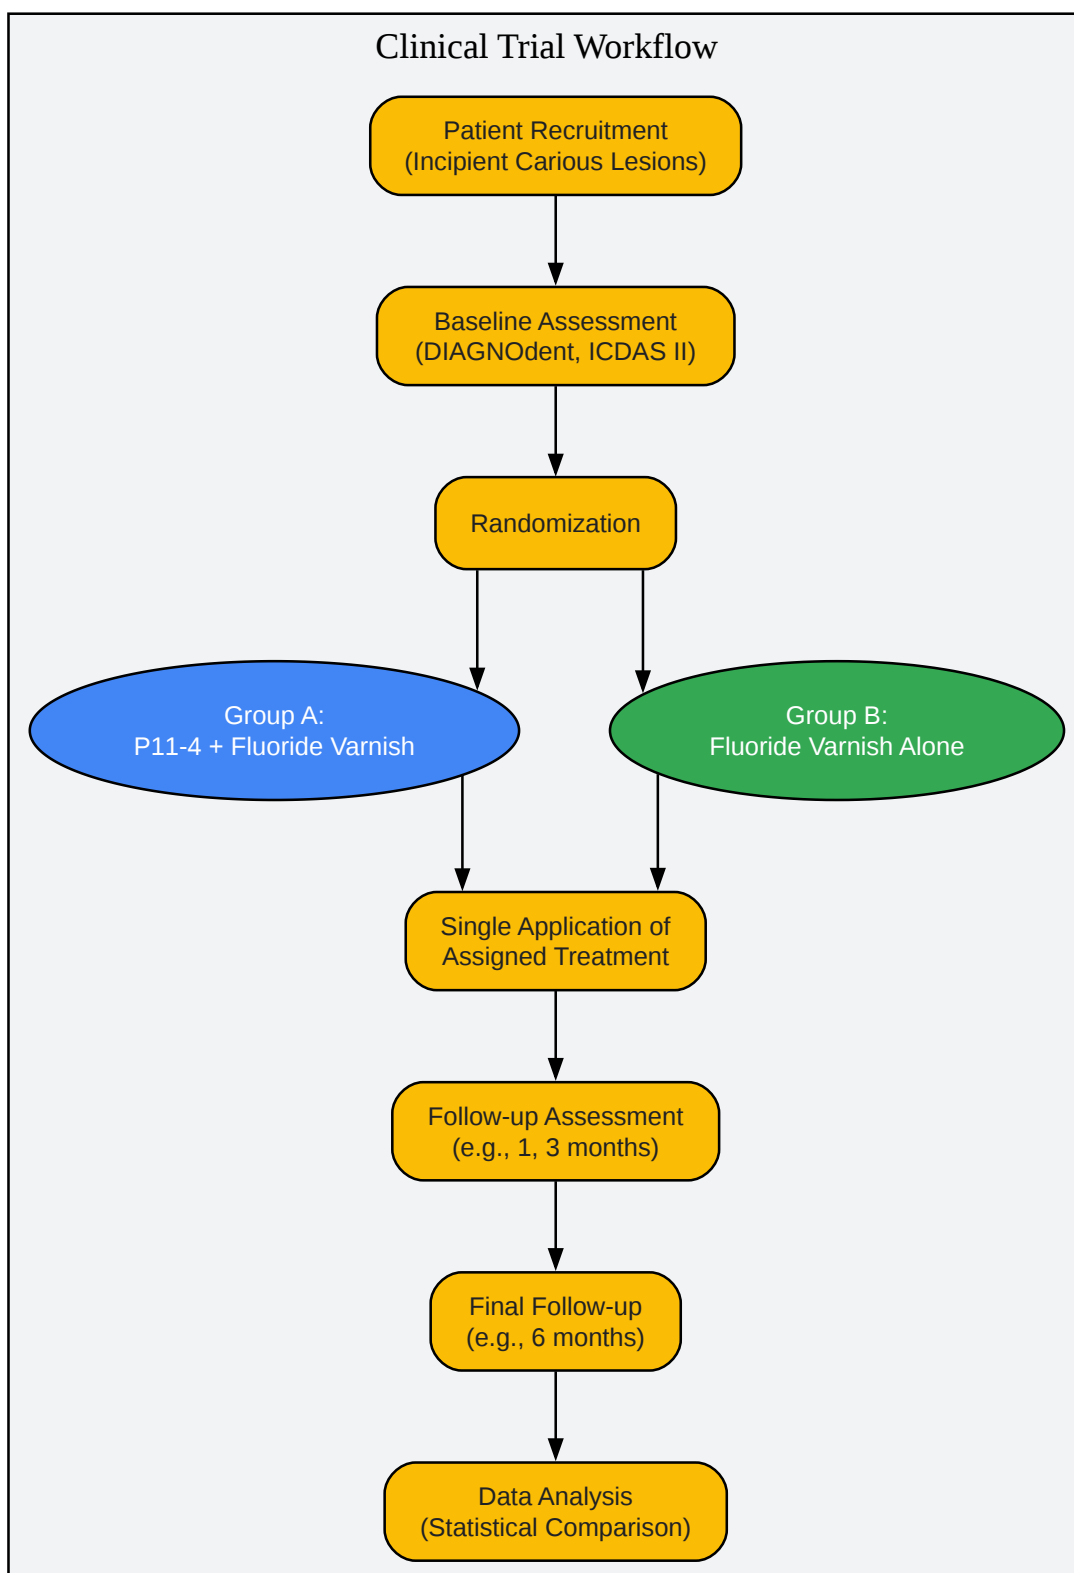 Clinical Trial Workflow
Patient Recruitment
(Incipient Carious Lesions)
Baseline Assessment
(DIAGNOdent, ICDAS II)
Randomization
Group A:
P11-4 + Fluoride Varnish
Group B:
Fluoride Varnish Alone
Single Application of
Assigned Treatment
Follow-up Assessment
(e.g., 1, 3 months)
Final Follow-up
(e.g., 6 months)
Data Analysis
(Statistical Comparison)